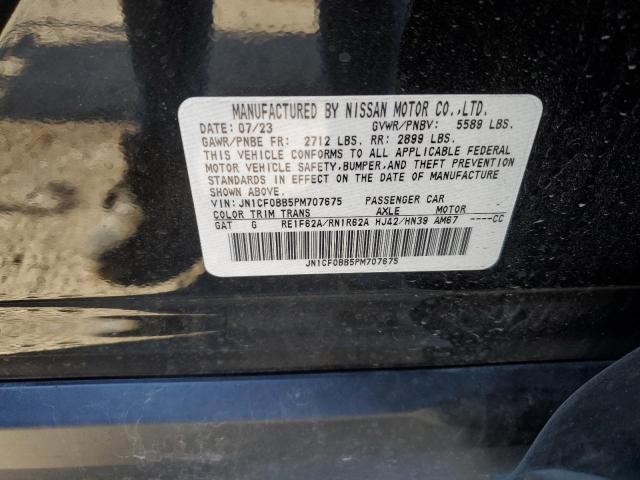 MANUFACTURED BY NISSAN MOTOR CO.,LTD.
DATE: 07/23 GVWR/PNBV: 5589 LBS.
GAWR/PNBE FR: 2712 LBS. RR: 2899 LBS.
THIS VEHICLE CONFORMS TO ALL APPLICABLE FEDERAL
MOTOR VEHICLE SAFETY, BUMPER, AND THEFT PREVENTION
STANDARDS IN EFFECT ON THE DATE OF MANUFACTURE
SHOWN ABOVE.
VIN: JN1CF0BB5PM707675 PASSENGER CAR
COLOR TRIM TRANS AXLE MOTOR
GAT G RE1F62A/RN1R62A HJ42/HN39 AM67 ----CC
JN1CF0BB5PM707675